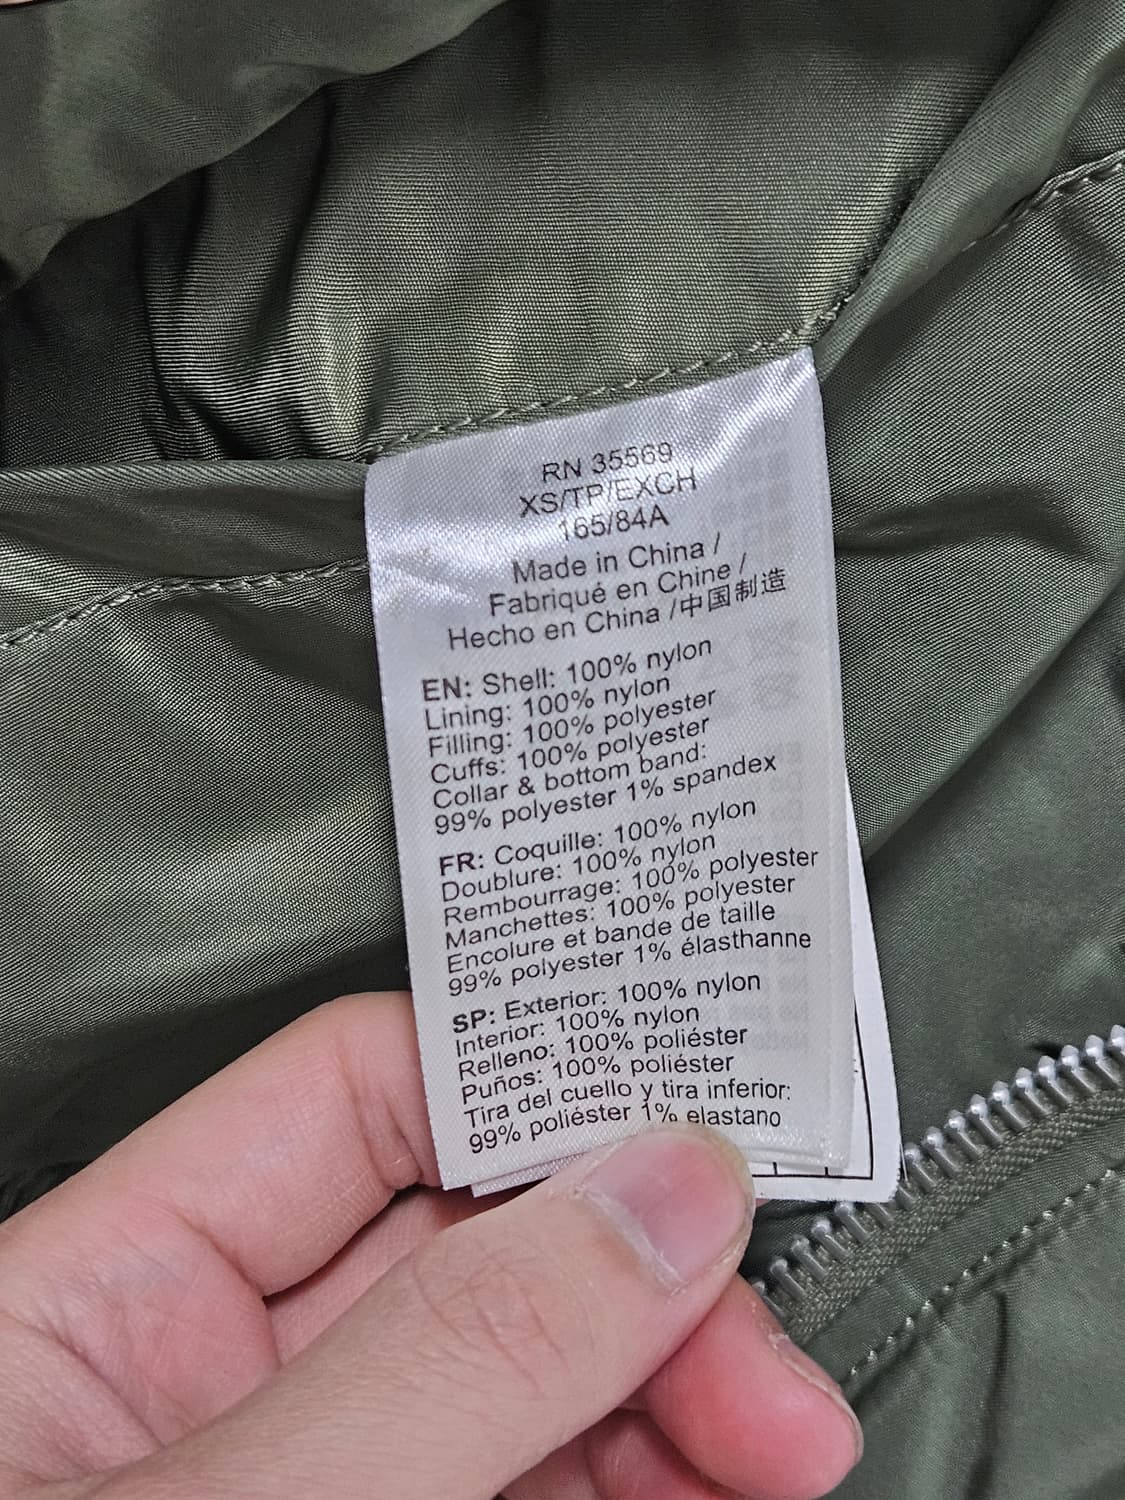 RN 35569
XS/TP/EXCH
165/84A
Made in China /
Fabriqué en Chine /
Hecho en China /中国制造
EN: Shell: 100% nylon
Lining: 100% nylon
Filling: 100% polyester
Cuffs: 100% polyester
Collar & bottom band:
99% polyester 1% spandex
FR: Coquille: 100% nylon
Doublure: 100% nylon
Rembourrage: 100% polyester
Manchettes: 100% polyester
Encolure et bande de taille
99% polyester 1% élasthanne
SP: Exterior: 100% nylon
Interior: 100% nylon
Relleno: 100% poliéster
Puños: 100% poliéster
Tira del cuello y tira inferior:
99% poliéster 1% elastano